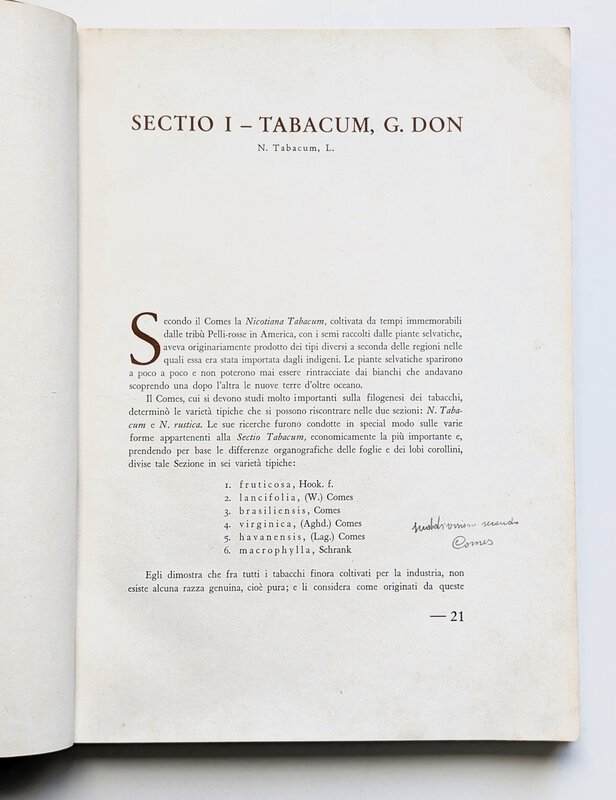 SECTIO I – TABACUM, G. DON
N. Tabacum, L.
Secondo il Comes la Nicotiana Tabacum, coltivata da tempi immemorabili
dalle tribù Pelli-rosse in America, con i semi raccolti dalle piante selvatiche,
aveva originariamente prodotto dei tipi diversi a seconda delle regioni nelle
quali essa era stata importata dagli indigeni. Le piante selvatiche sparirono
a poco a poco e non poterono mai essere rintracciate dai bianchi che andavano
scoprendo una dopo l'altra le nuove terre d'oltre oceano.
Il Comes, cui si devono studi molto importanti sulla filogenesi dei tabacchi,
determinò le varietà tipiche che si possono riscontrare nelle due sezioni: N. Taba-
cum e N. rustica. Le sue ricerche furono condotte in special modo sulle varie
forme appartenenti alla Sectio Tabacum, economicamente la più importante e,
prendendo per base le differenze organografiche delle foglie e dei lobi corollini,
divise tale Sezione in sei varietà tipiche:
1. fruticosa, Hook. f.
2. lancifolia, (W.) Comes
3. brasiliensis, Comes
4. virginica, (Aghd.) Comes
5. havanensis, (Lag.) Comes
6. macrophylla, Schrank
secondo
Comes
Egli dimostra che fra tutti i tabacchi finora coltivati per la industria, non
esiste alcuna razza genuina, cioè pura; e li considera come originati da queste
— 21